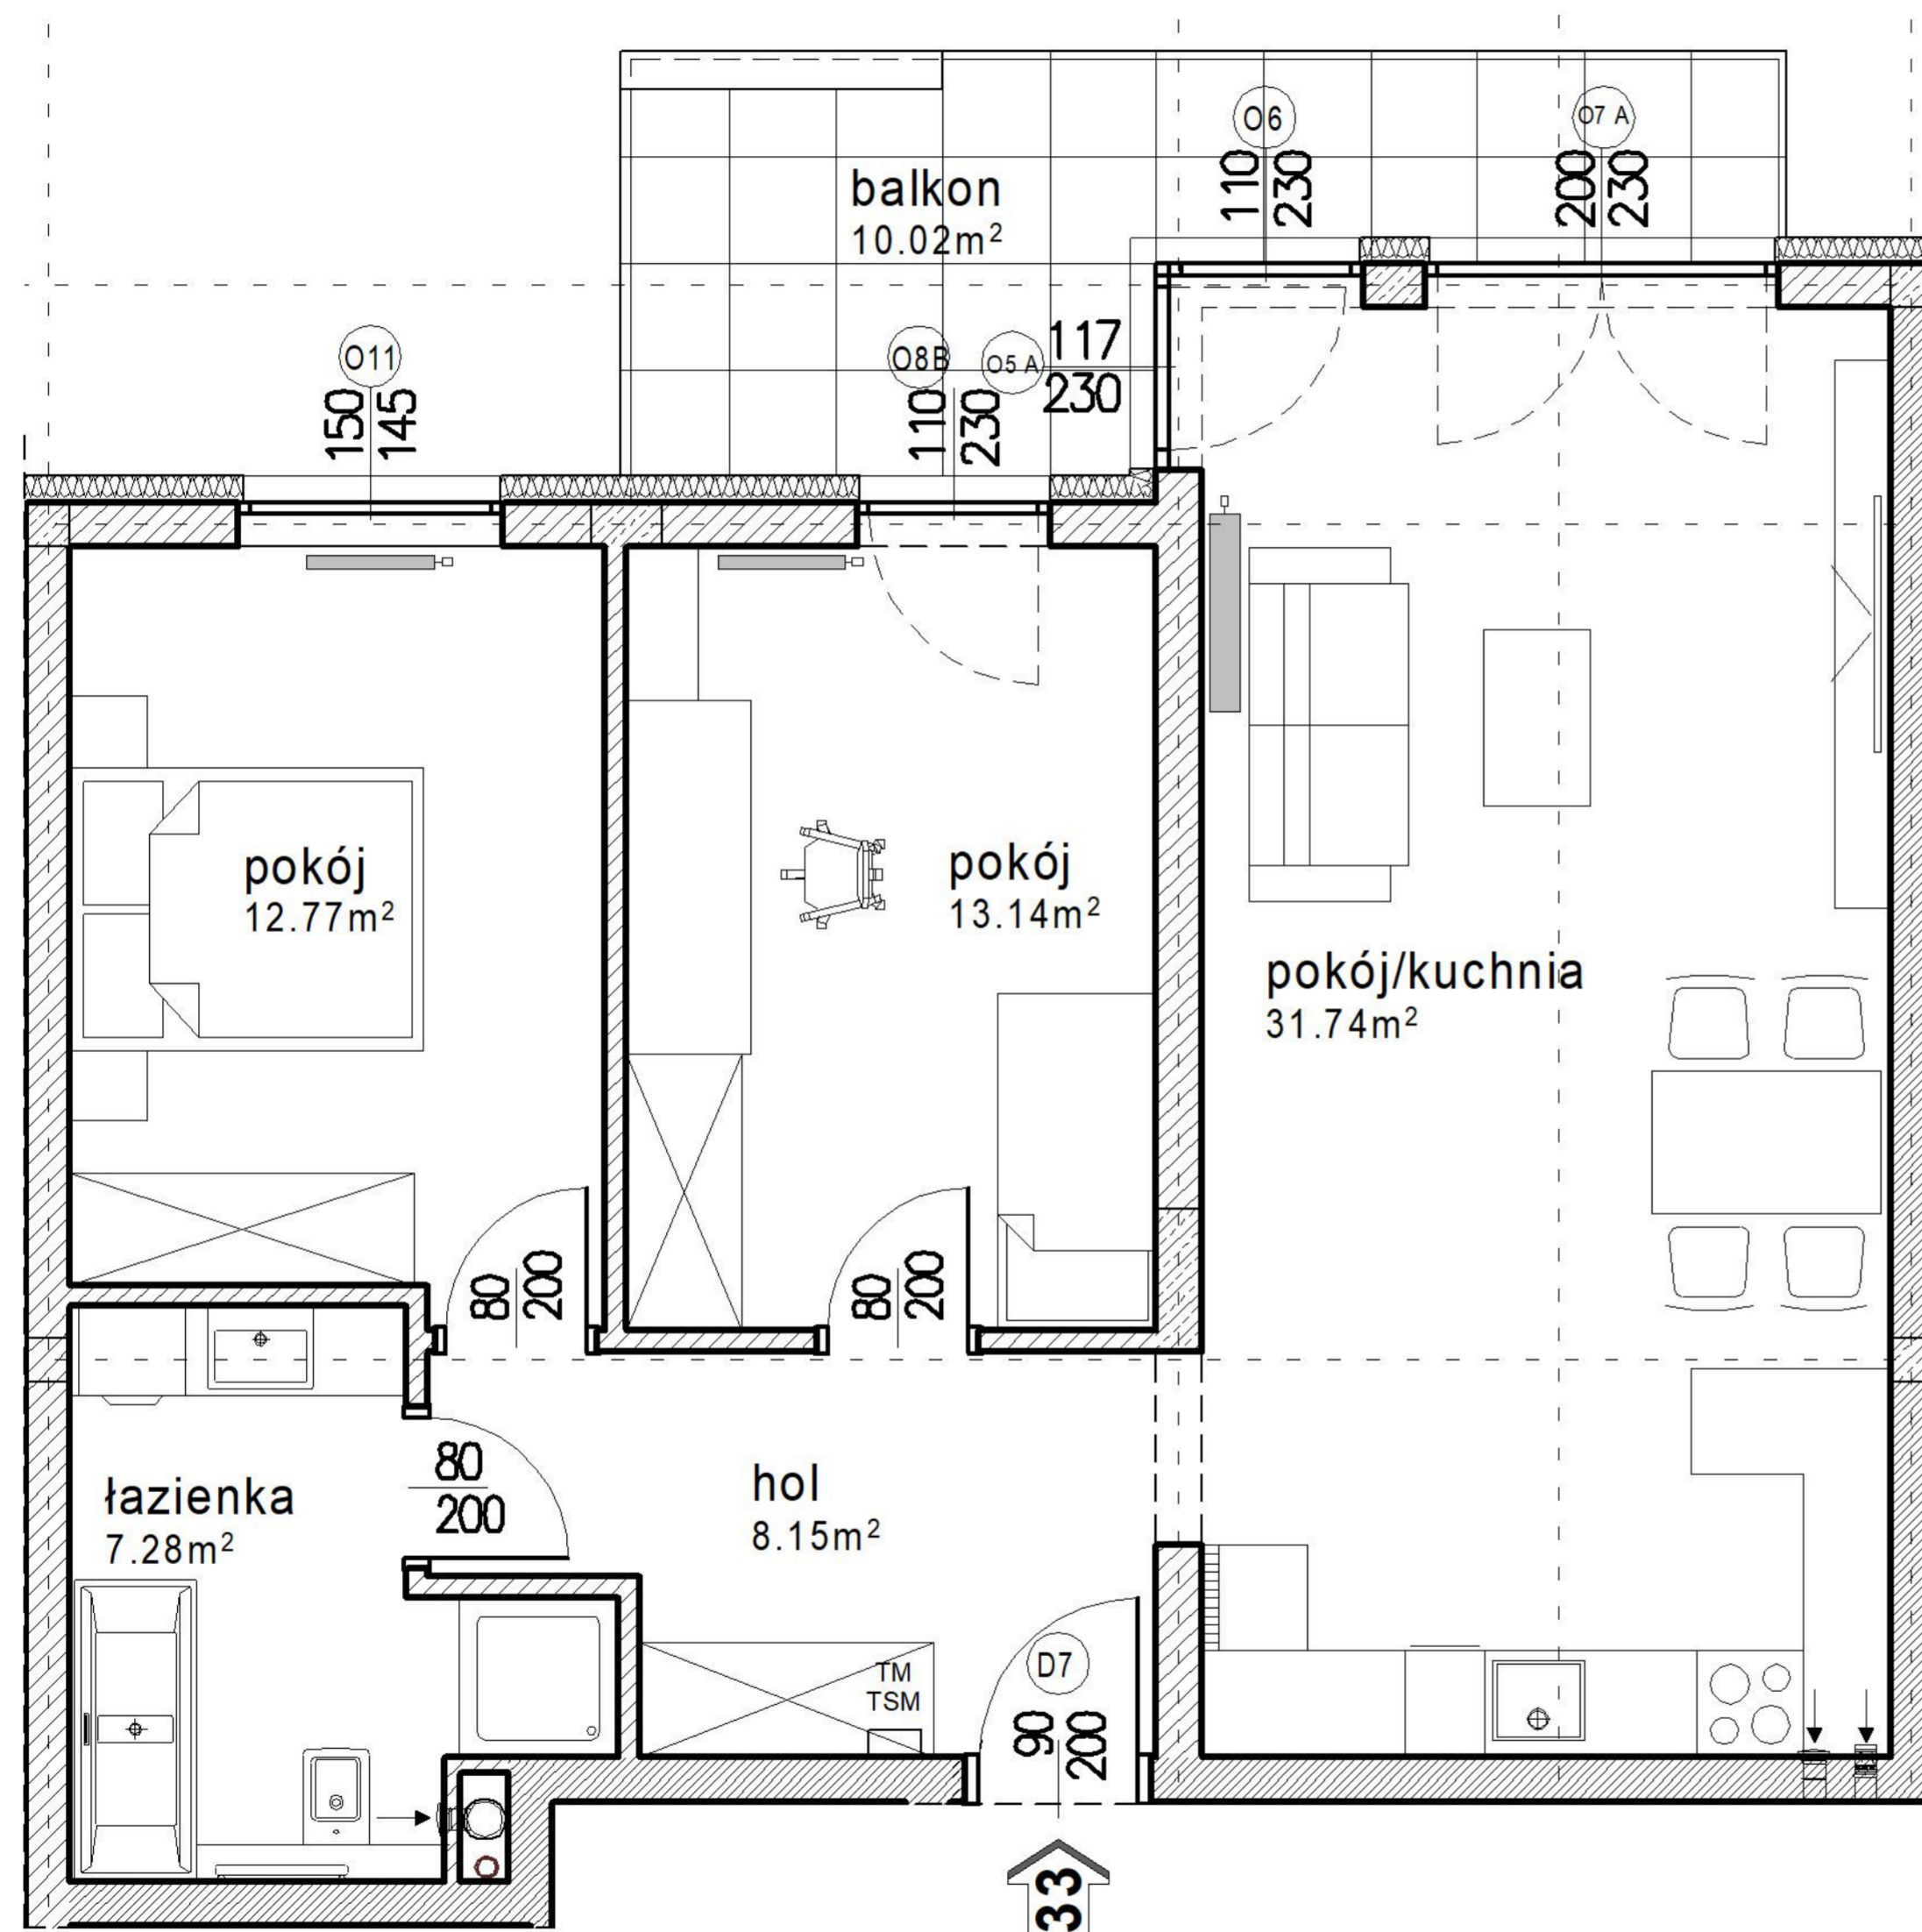 O6
O7 A
110
230
200
230
balkon
10.02m²
O11
150
145
O8B
110
230
O5 A
117
230
pokój
12.77m²
pokój
13.14m²
pokój/kuchnia
31.74m²
80
200
80
200
łazienka
7.28m²
80
200
hol
8.15m²
TM
TSM
D7
90
200
33